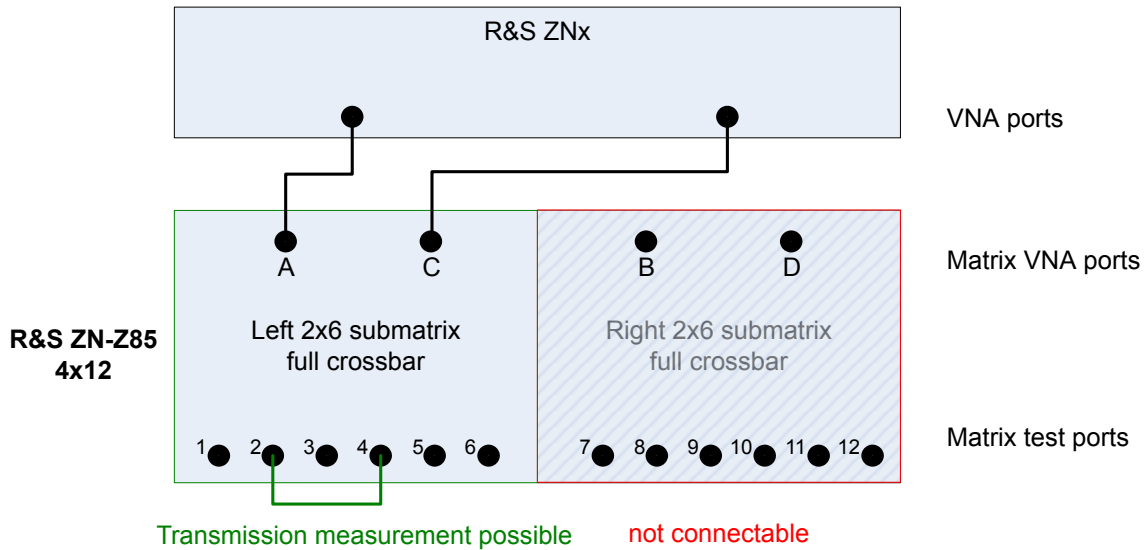 R&S ZNx
VNA ports
A
C
B
D
Matrix VNA ports
R&S ZN-Z85
4x12
Left 2x6 submatrix
full crossbar
Right 2x6 submatrix
full crossbar
1
2
3
4
5
6
7
8
9
10
11
12
Matrix test ports
Transmission measurement possible
not connectable